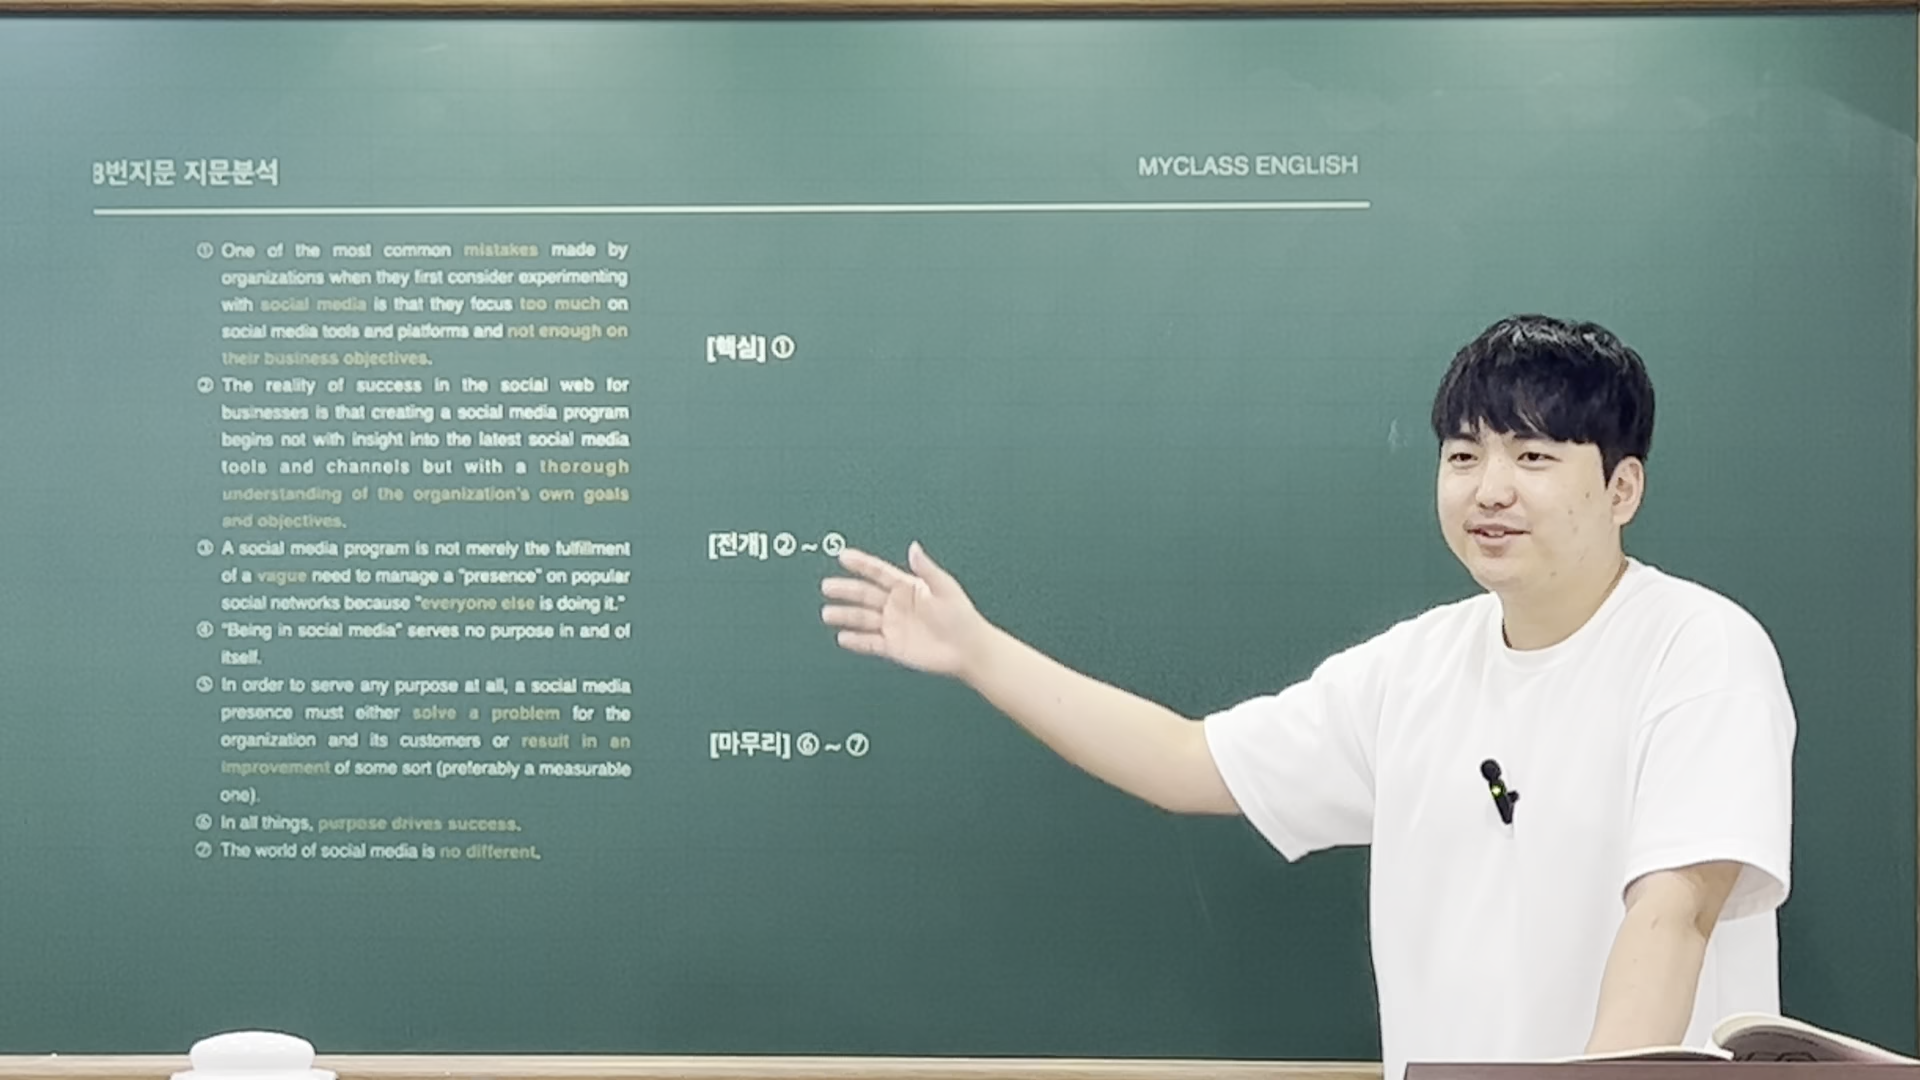 8번지문 지문분석
MYCLASS ENGLISH
① One of the most common mistakes made by
organizations when they first consider experimenting
with social media is that they focus too much on
social media tools and platforms and not enough on
their business objectives.
② The reality of success in the social web for
businesses is that creating a social media program
begins not with insight into the latest social media
tools and channels but with a thorough
understanding of the organization's own goals
and objectives.
③ A social media program is not merely the fulfillment
of a vague need to manage a "presence" on popular
social networks because "everyone else is doing it."
④ "Being in social media" serves no purpose in and of
itself.
⑤ In order to serve any purpose at all, a social media
presence must either solve a problem for the
organization and its customers or result in an
improvement of some sort (preferably a measurable
one).
⑥ In all things, purpose drives success.
⑦ The world of social media is no different.
[핵심] ①
[전개] ② ~ ⑤
[마무리] ⑥ ~ ⑦